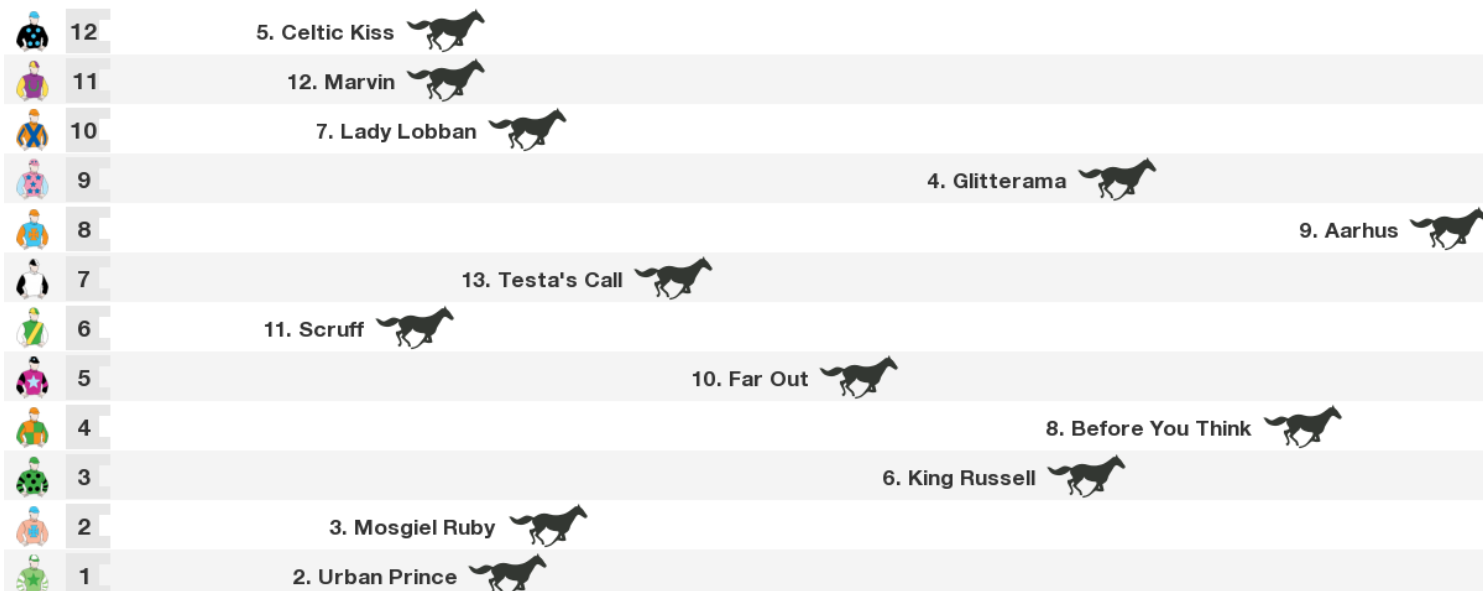 12 5. Celtic Kiss
11 12. Marvin
10 7. Lady Lobban
9 4. Glitterama
8 9. Aarhus
7 13. Testa's Call
6 11. Scruff
5 10. Far Out
4 8. Before You Think
3 6. King Russell
2 3. Mosgiel Ruby
1 2. Urban Prince